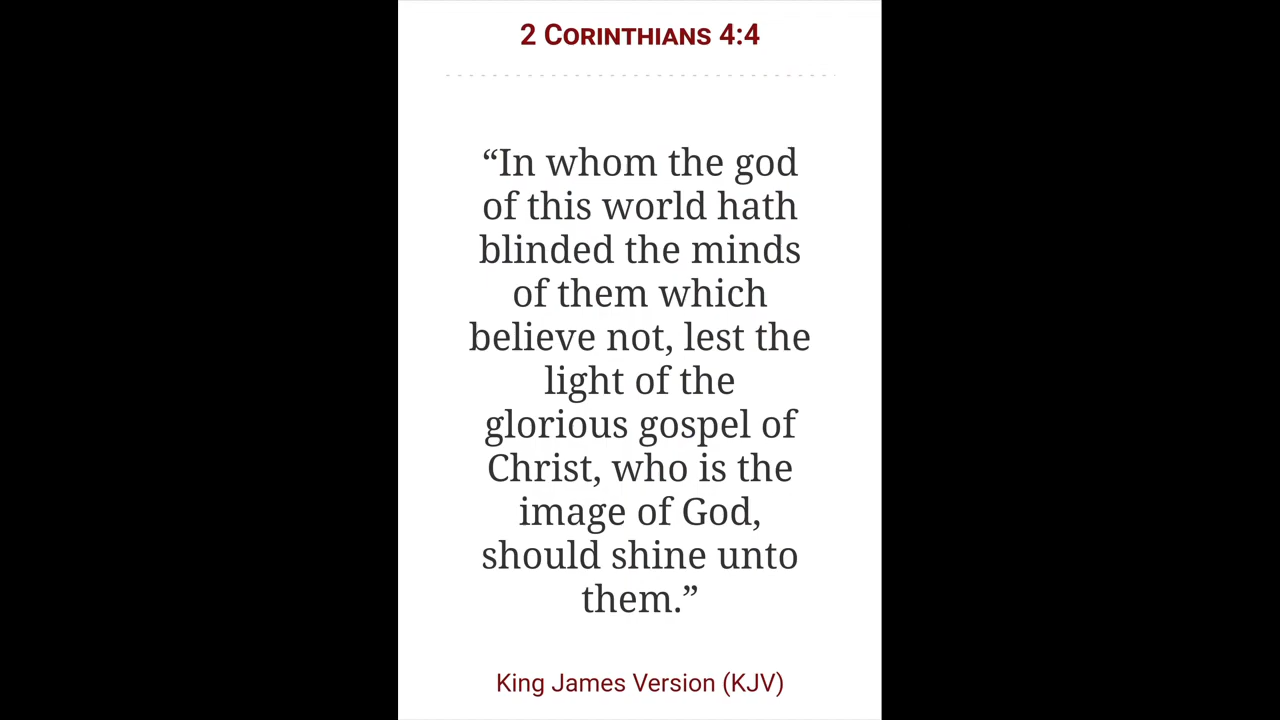 2 Corinthians 4:4
“In whom the god
of this world hath
blinded the minds
of them which
believe not, lest the
light of the
glorious gospel of
Christ, who is the
image of God,
should shine unto
them.”
King James Version (KJV)